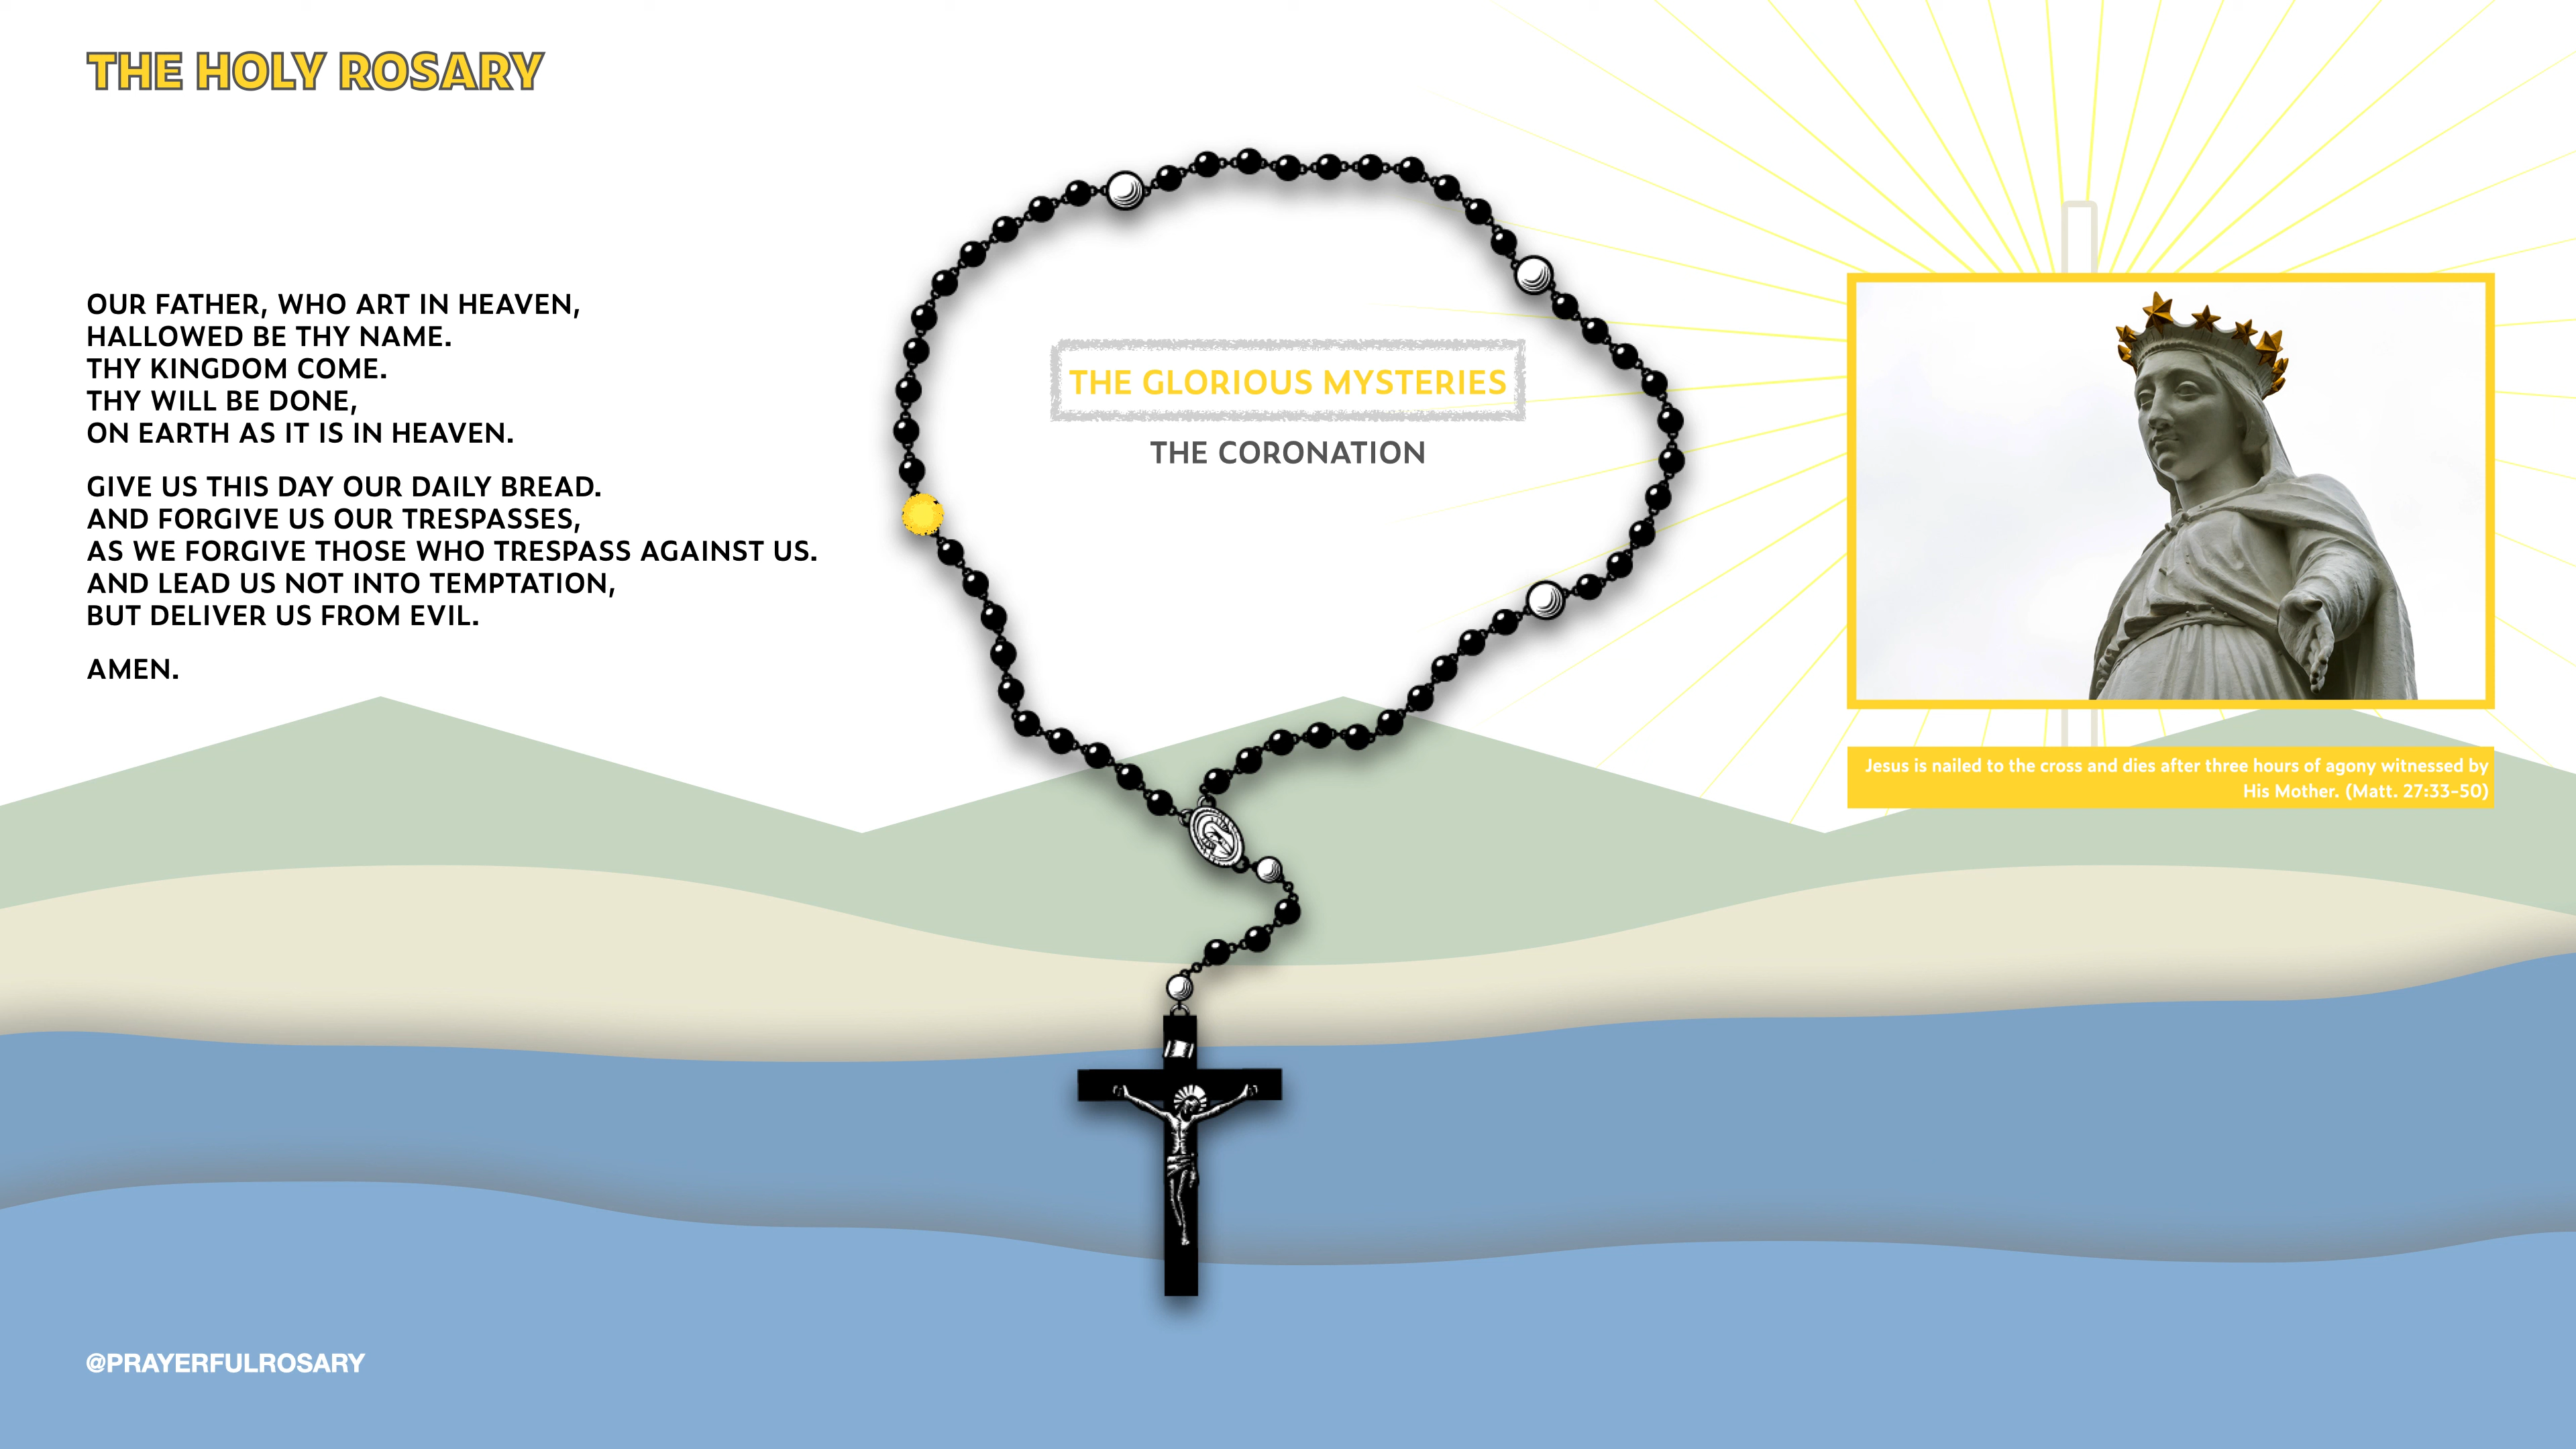 THE HOLY ROSARY
OUR FATHER, WHO ART IN HEAVEN,
HALLOWED BE THY NAME.
THY KINGDOM COME.
THY WILL BE DONE,
ON EARTH AS IT IS IN HEAVEN.
GIVE US THIS DAY OUR DAILY BREAD.
AND FORGIVE US OUR TRESPASSES,
AS WE FORGIVE THOSE WHO TRESPASS AGAINST US.
AND LEAD US NOT INTO TEMPTATION,
BUT DELIVER US FROM EVIL.
AMEN.
THE GLORIOUS MYSTERIES
THE CORONATION
Jesus is nailed to the cross and dies after three hours of agony witnessed by
His Mother. (Matt. 27:33-50)
@PRAYERFULROSARY